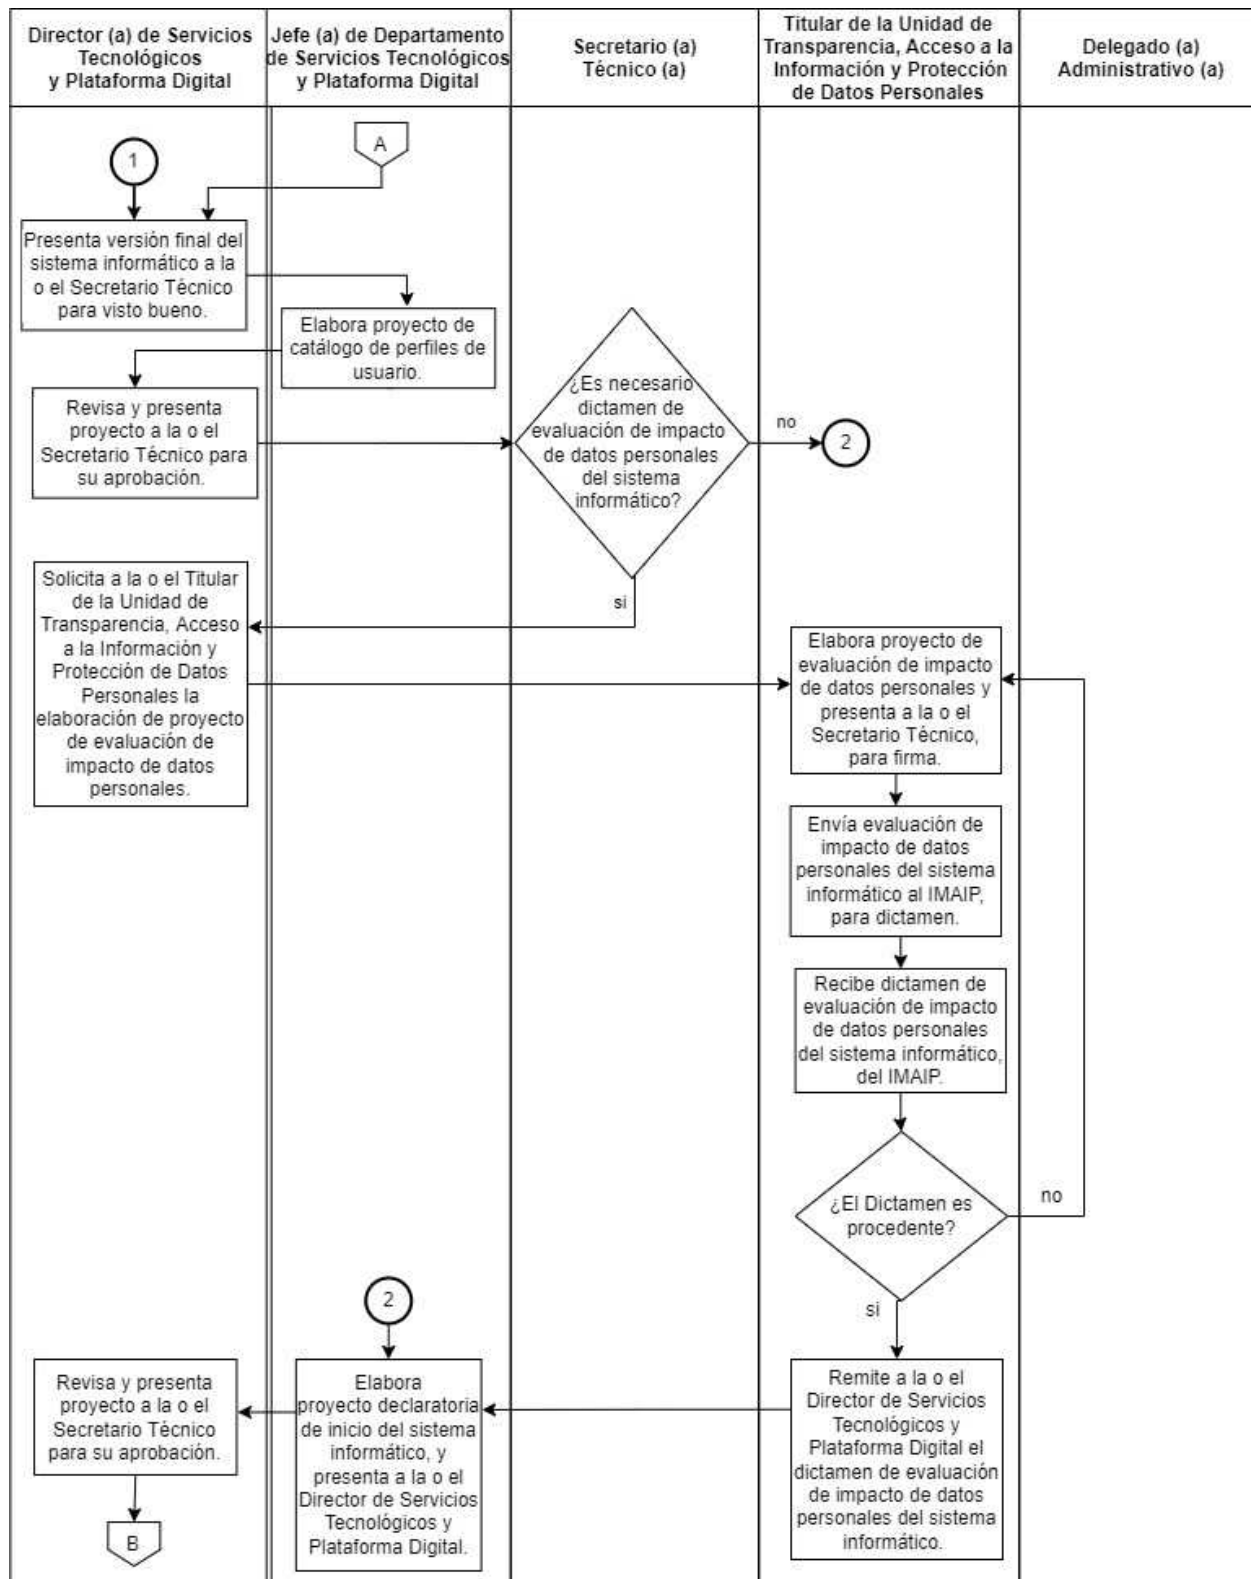 Director (a) de Servicios
Tecnológicos
y Plataforma Digital
Jefe (a) de Departamento
de Servicios Tecnológicos
y Plataforma Digital
Secretario (a)
Técnico (a)
Titular de la Unidad de
Transparencia, Acceso a la
Información y Protección
de Datos Personales
Delegado (a)
Administrativo (a)
1
A
Presenta versión final del
sistema informático a la
o el Secretario Técnico
para visto bueno.
Elabora proyecto de
catálogo de perfiles de
usuario.
Revisa y presenta
proyecto a la o el
Secretario Técnico para
su aprobación.
¿Es necesario
dictamen de
evaluación de impacto
de datos personales
del sistema
informático?
no
2
si
Solicita a la o el Titular
de la Unidad de
Transparencia, Acceso
a la Información y
Protección de Datos
Personales la
elaboración de proyecto
de evaluación de
impacto de datos
personales.
Elabora proyecto de
evaluación de impacto
de datos personales y
presenta a la o el
Secretario Técnico,
para firma.
Envía evaluación de
impacto de datos
personales del sistema
informático al IMAIP,
para dictamen.
Recibe dictamen de
evaluación de impacto
de datos personales
del sistema informático,
del IMAIP.
¿El Dictamen es
procedente?
no
si
2
Remite a la o el
Director de Servicios
Tecnológicos y
Plataforma Digital el
dictamen de evaluación
de impacto de datos
personales del sistema
informático.
Elabora
proyecto declaratoria
de inicio del sistema
informático, y
presenta a la o el
Director de Servicios
Tecnológicos y
Plataforma Digital.
Revisa y presenta
proyecto a la o el
Secretario Técnico
para su aprobación.
B